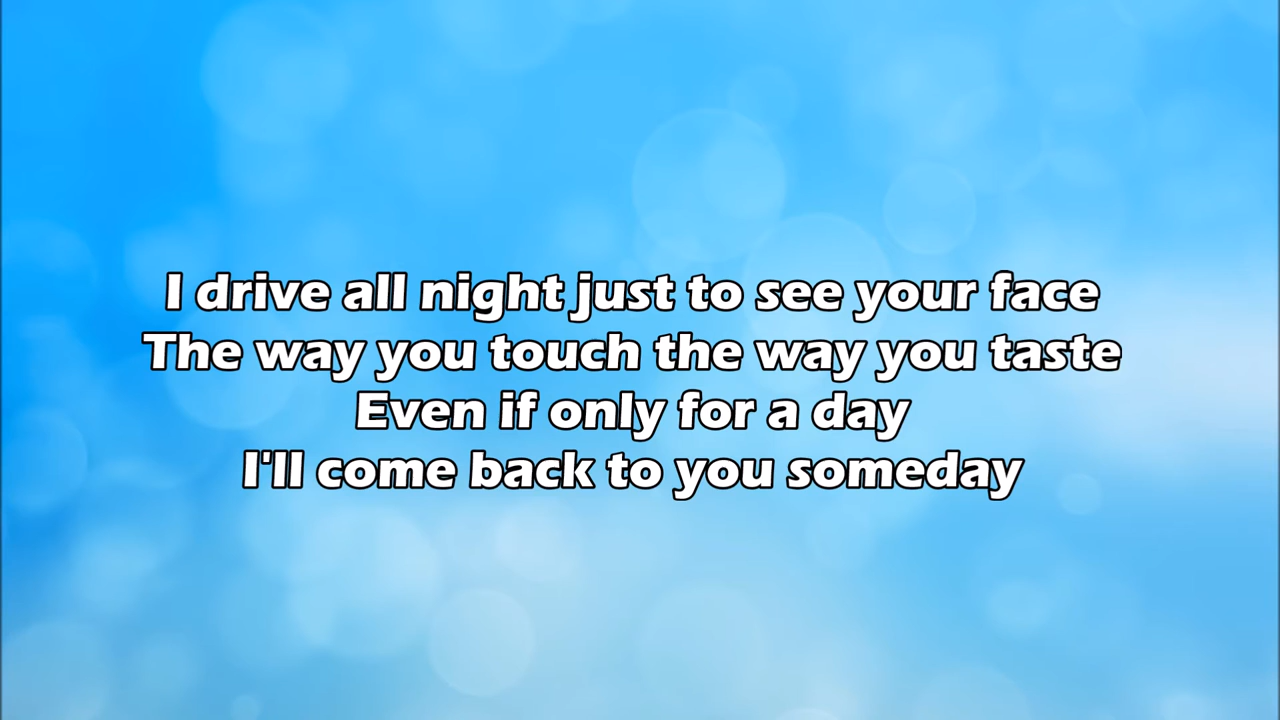 I drive all night just to see your face
The way you touch the way you taste
Even if only for a day
I'll come back to you someday